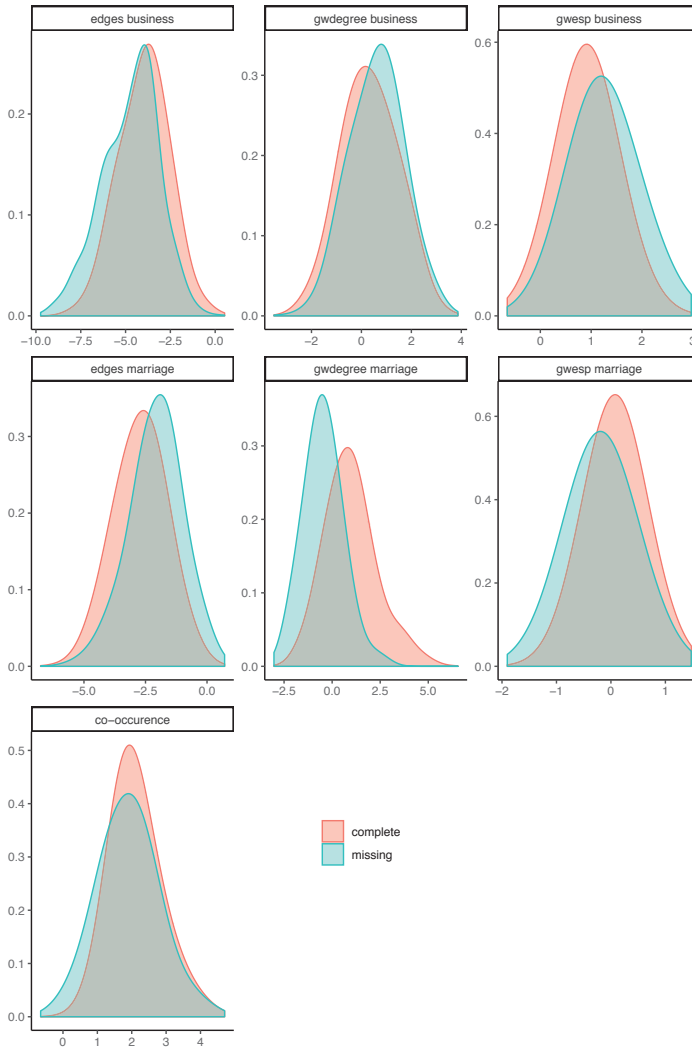 edges business
gwdegree business
gwesp business
0.2
0.1
0.0
−10.0 −7.5 −5.0 −2.5 0.0
0.3
0.2
0.1
0.0
−2 0 2 4
0.6
0.4
0.2
0.0
0 1 2 3
edges marriage
gwdegree marriage
gwesp marriage
0.3
0.2
0.1
0.0
−5.0 −2.5 0.0
0.3
0.2
0.1
0.0
−2.5 0.0 2.5 5.0
0.6
0.4
0.2
0.0
−2 −1 0 1
co−occurence
0.5
0.4
0.3
0.2
0.1
0.0
0 1 2 3 4
complete
missing